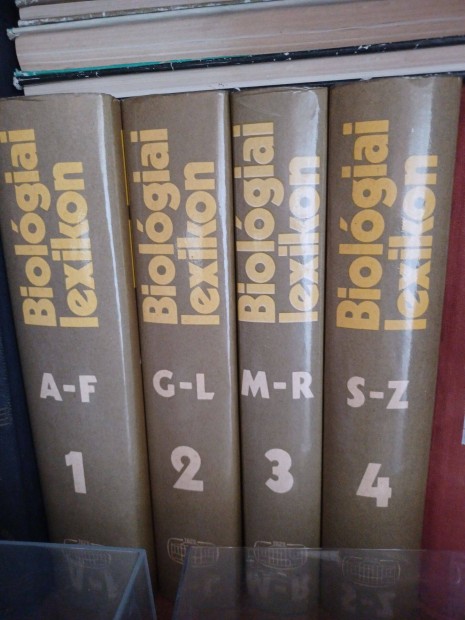 Biológiai
lexikon
A-F
1
Biológiai
lexikon
G-L
2
Biológiai
lexikon
M-R
3
Biológiai
lexikon
S-Z
4